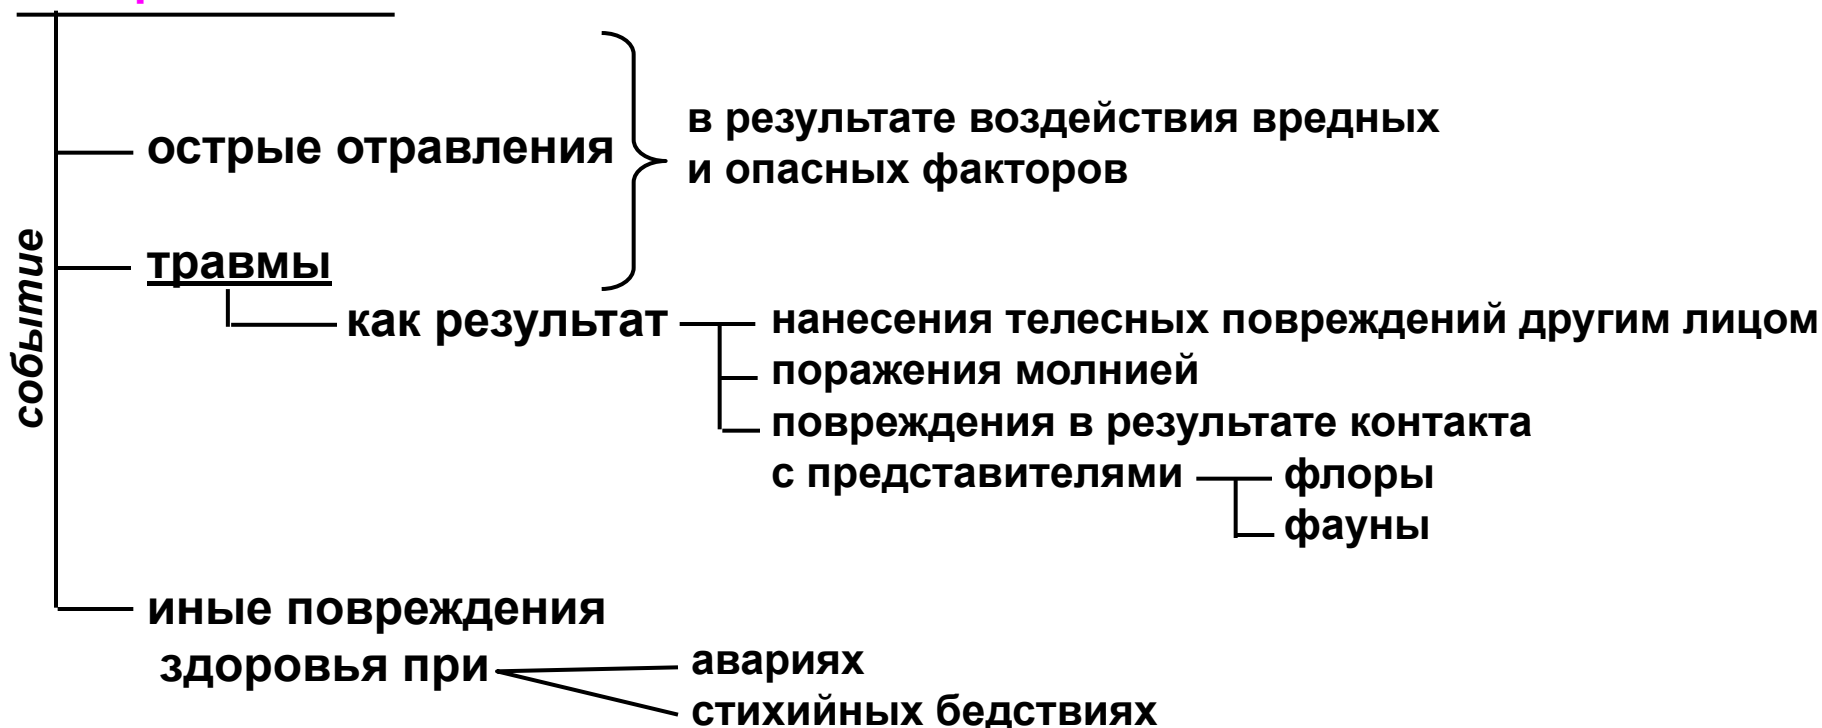 событие
острые отравления
в результате воздействия вредных
и опасных факторов
травмы
как результат
нанесения телесных повреждений другим лицом
поражения молнией
повреждения в результате контакта
с представителями
флоры
фауны
иные повреждения
здоровья при
авариях
стихийных бедствиях